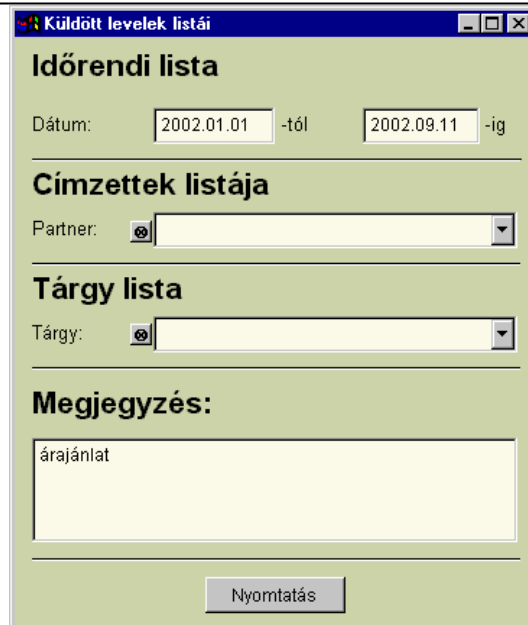 Küldött levelek listái
Időrendi lista
Dátum: 2002.01.01 -tól 2002.09.11 -ig
Címzettek listája
Partner:
Tárgy lista
Tárgy:
Megjegyzés:
árajánlat
Nyomtatás